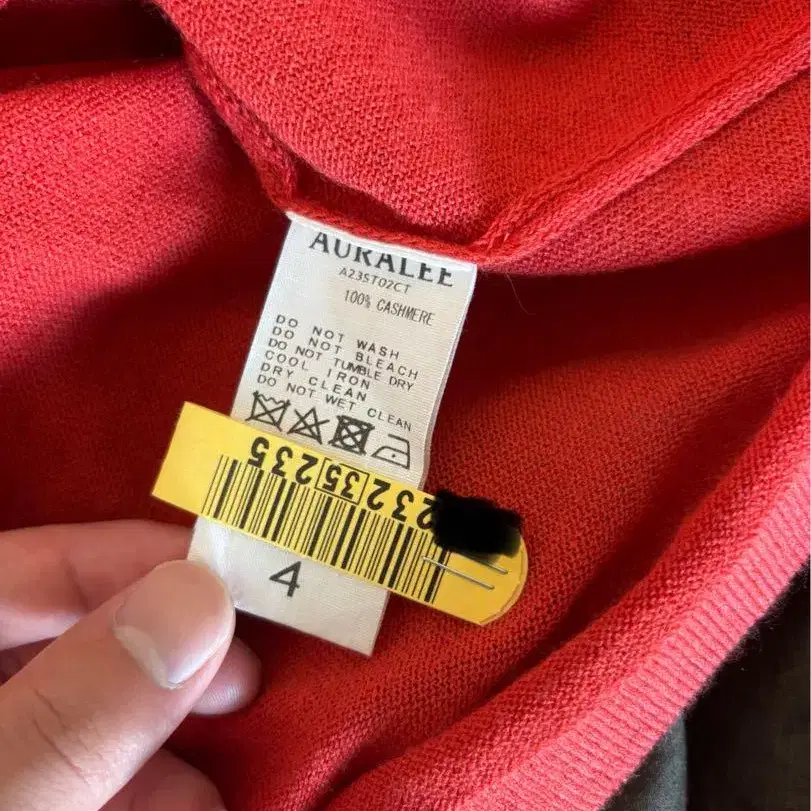 AURALEE
A23ST02CT
100% CASHMERE
DO NOT WASH
DO NOT BLEACH
DO NOT TUMBLE DRY
COOL IRON
DRY CLEAN
DO NOT WET CLEAN
4